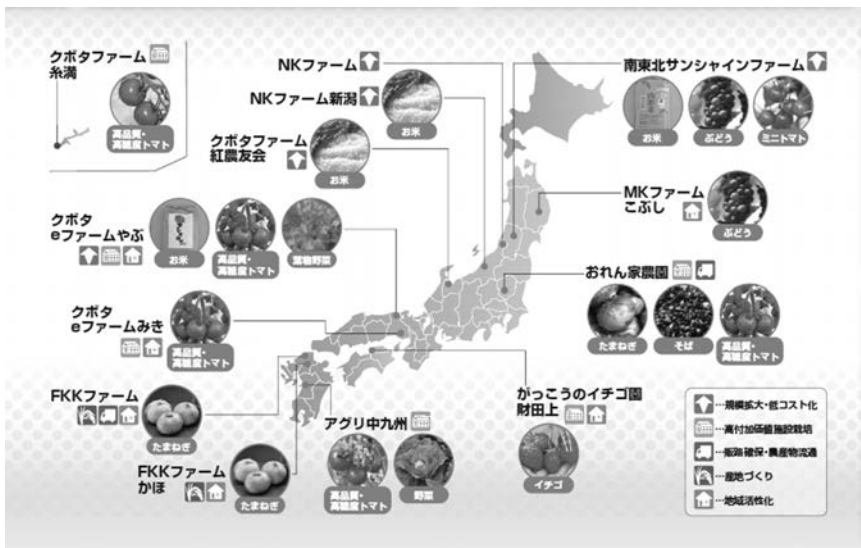 クボタファーム
糸満
高品質・
高糖度トマト
NKファーム
NKファーム新潟
お米
クボタファーム
紅農友会
お米
南東北サンシャインファーム
お米
ぶどう
ミニトマト
MKファーム
こぶし
ぶどう
クボタ
eファームやぶ
お米
高品質・
高糖度トマト
葉物野菜
おれん家農園
たまねぎ
そば
高品質・
高糖度トマト
クボタ
eファームみき
高品質・
高糖度トマト
FKKファーム
たまねぎ
FKKファーム
かほ
たまねぎ
アグリ中九州
高品質・
高糖度トマト
野菜
がっこうのイチゴ園
財田上
イチゴ
…規模拡大・低コスト化
…高付加価値施設栽培
…販路確保・農産物流通
…産地づくり
…地域活性化